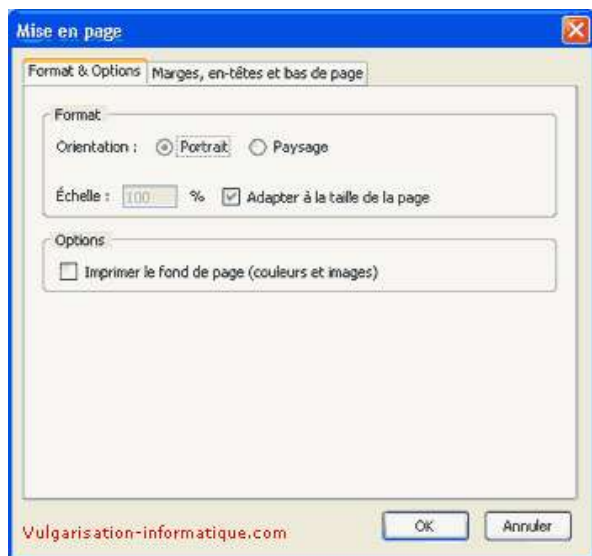 Mise en page
Format & Options Marges, en-têtes et bas de page
Format
Orientation : Portrait Paysage
Échelle : 100 % Adapter à la taille de la page
Options
Imprimer le fond de page (couleurs et images)
Vulgarisation-informatique.com OK Annuler